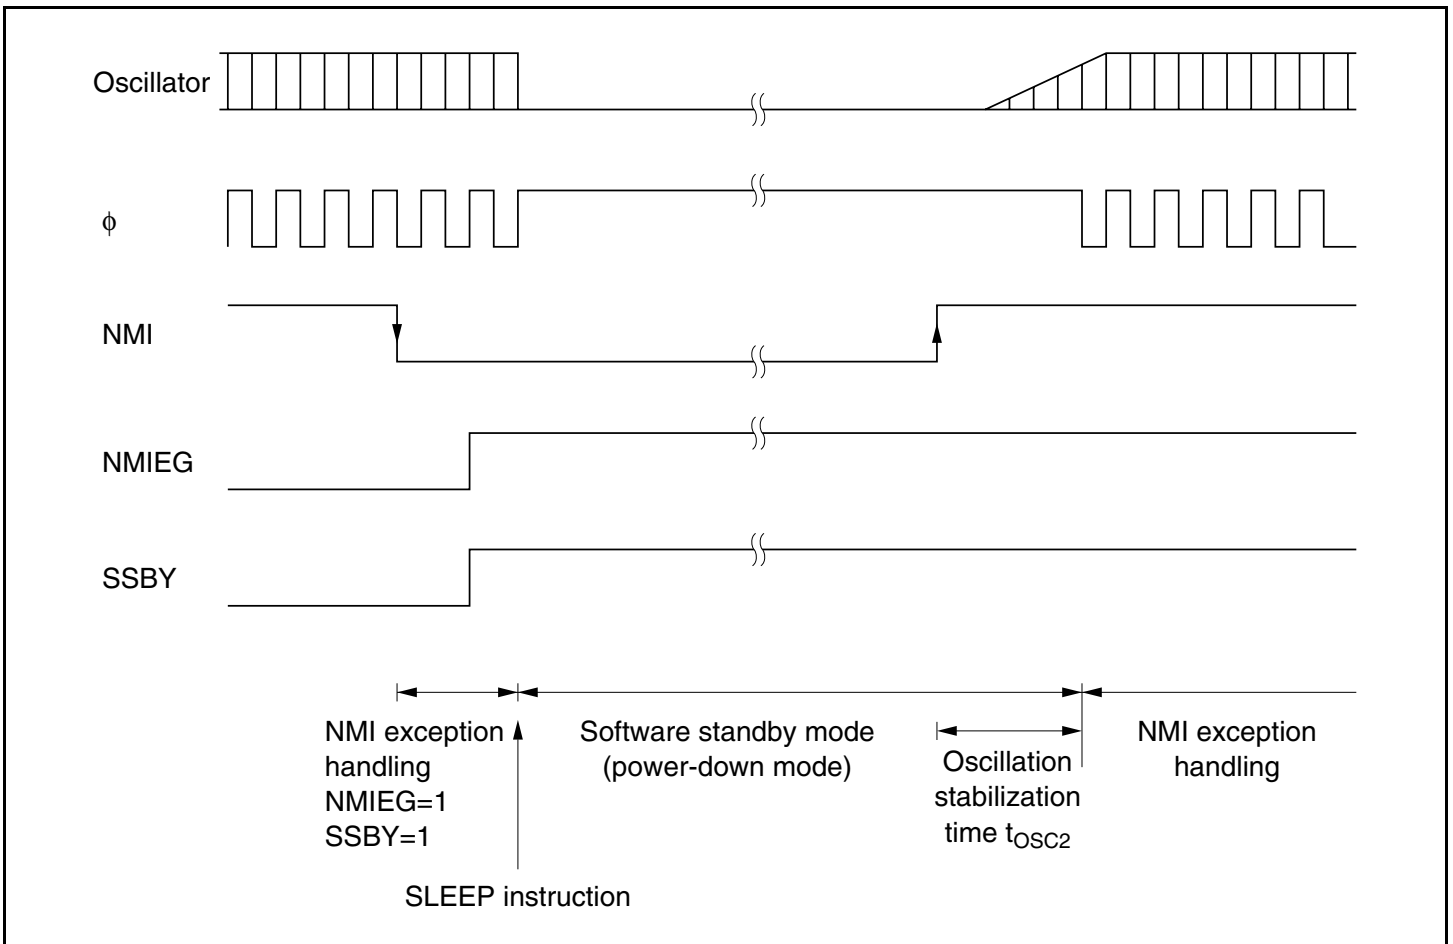 Oscillator
ϕ
NMI
NMIEG
SSBY
NMI exception
handling
NMIEG=1
SSBY=1
Software standby mode
(power-down mode)
Oscillation
stabilization
time tOSC2
NMI exception
handling
SLEEP instruction